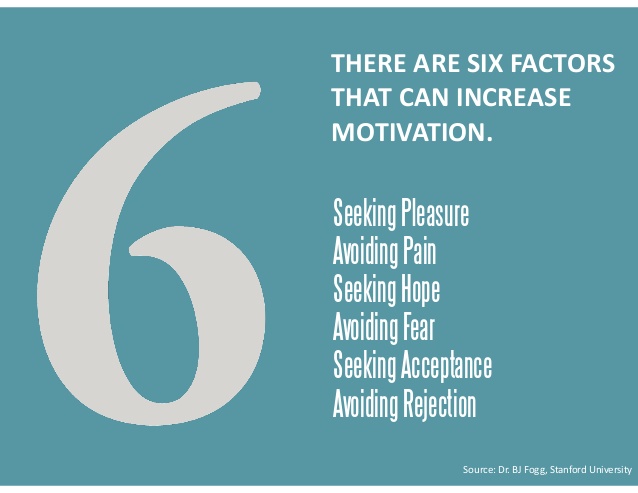 6
THERE ARE SIX FACTORS
THAT CAN INCREASE
MOTIVATION.
Seeking Pleasure
Avoiding Pain
Seeking Hope
Avoiding Fear
Seeking Acceptance
Avoiding Rejection
Source: Dr. BJ Fogg, Stanford University